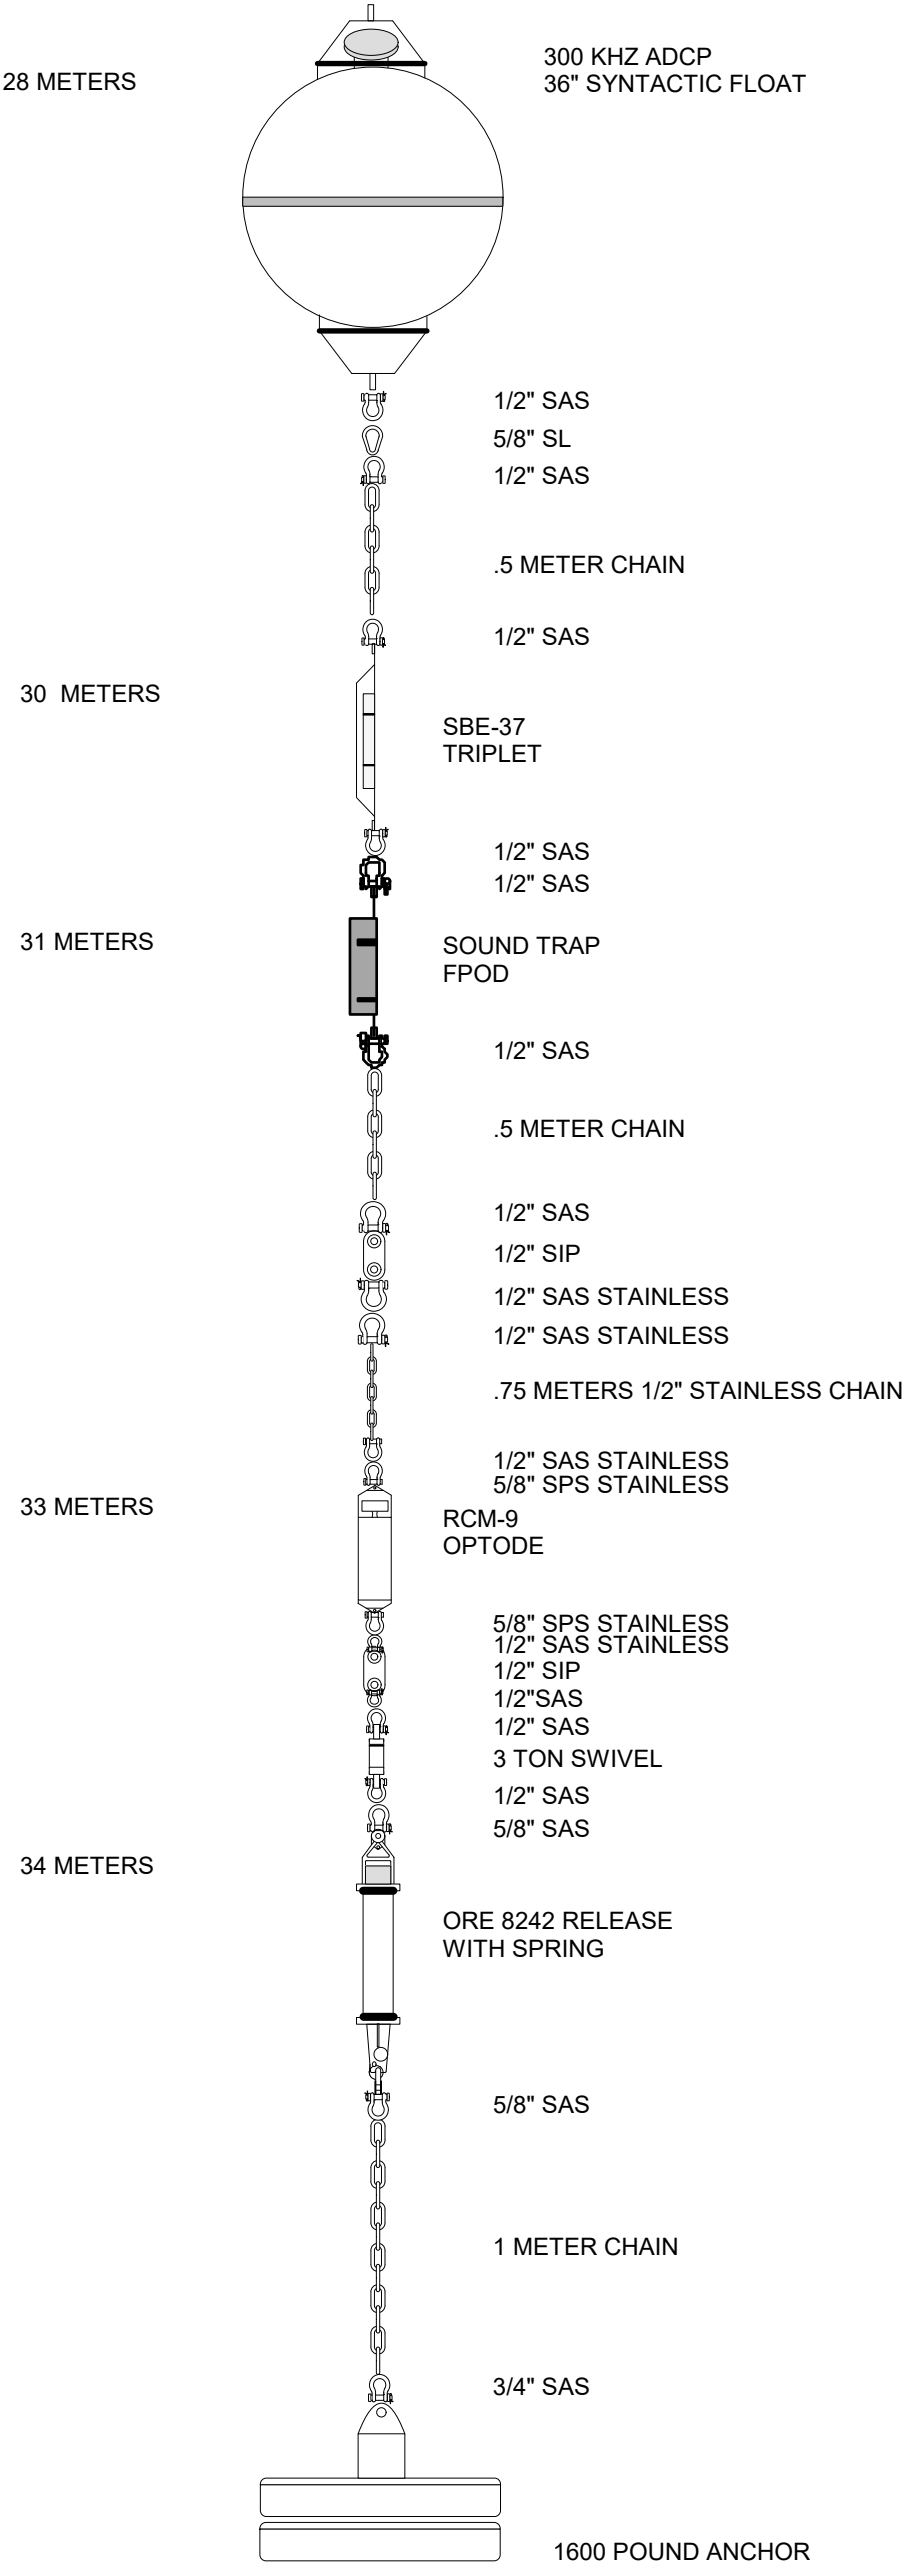 300 KHZ ADCP
28 METERS
36" SYNTACTIC FLOAT
1/2" SAS
5/8" SL
1/2" SAS
.5 METER CHAIN
1/2" SAS
30  METERS
SBE-37
TRIPLET
1/2" SAS
1/2" SAS
31 METERS
SOUND TRAP
FPOD
1/2" SAS
.5 METER CHAIN
1/2" SAS
1/2" SIP
1/2" SAS STAINLESS
1/2" SAS STAINLESS
.75 METERS 1/2" STAINLESS CHAIN
1/2" SAS STAINLESS
5/8" SPS STAINLESS
33 METERS
RCM-9
OPTODE
5/8" SPS STAINLESS
1/2" SAS STAINLESS
1/2" SIP
1/2"SAS
1/2" SAS
3 TON SWIVEL
1/2" SAS
5/8" SAS
34 METERS
ORE 8242 RELEASE
WITH SPRING
5/8" SAS
1 METER CHAIN
3/4" SAS
1600 POUND ANCHOR